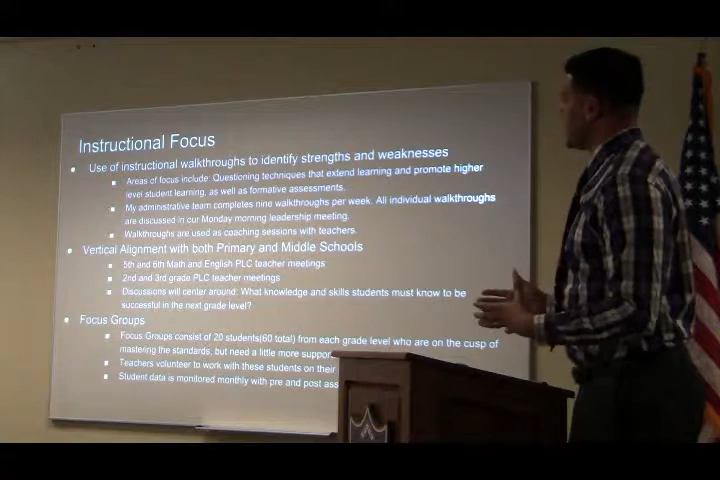 Instructional Focus
Use of instructional walkthroughs to identify strengths and weaknesses
Areas of focus include: Questioning techniques that extend learning and promote higher
level student learning, as well as formative assessments.
My administrative team completes nine walkthroughs per week. All individual walkthroughs
are discussed in our Monday morning leadership meeting.
Walkthroughs are used as coaching sessions with teachers.
Vertical Alignment with both Primary and Middle Schools
5th and 6th Math and English PLC teacher meetings
2nd and 3rd grade PLC teacher meetings
Discussions will center around: What knowledge and skills students must know to be
successful in the next grade level?
Focus Groups
Focus Groups consist of 20 students(60 total) from each grade level who are on the cusp of
mastering the standards, but need a little more suppor
Teachers volunteer to work with these students on their
Student data is monitored monthly with pre and post ass